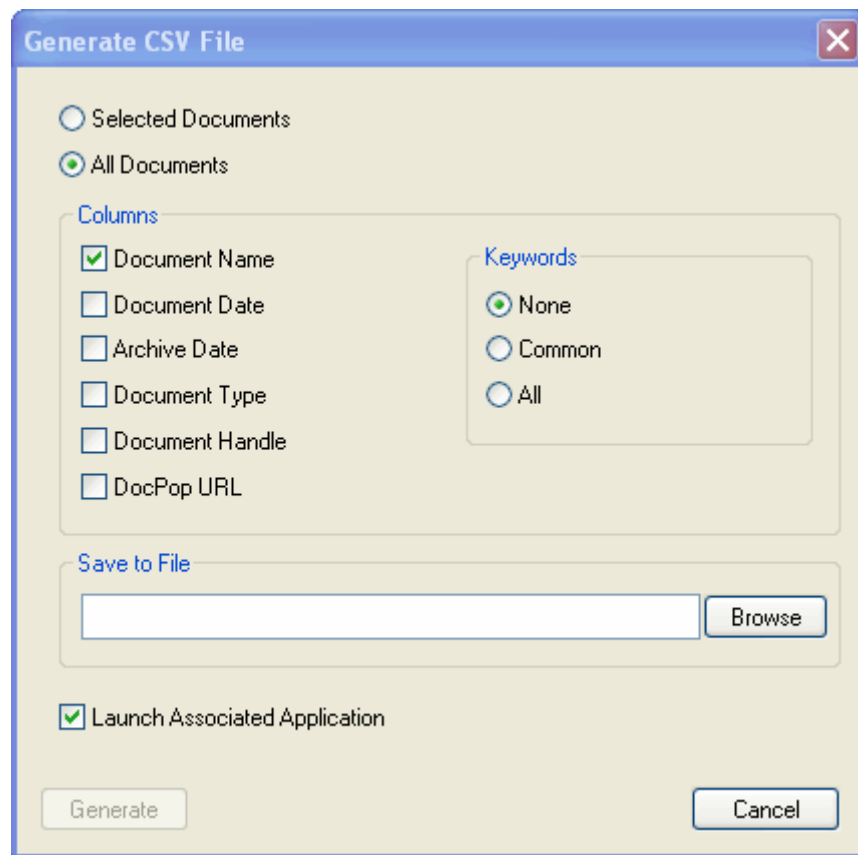 Generate CSV File
Selected Documents
All Documents
Columns
Document Name
Document Date
Archive Date
Document Type
Document Handle
DocPop URL
Keywords
None
Common
All
Save to File
Browse
Launch Associated Application
Generate
Cancel